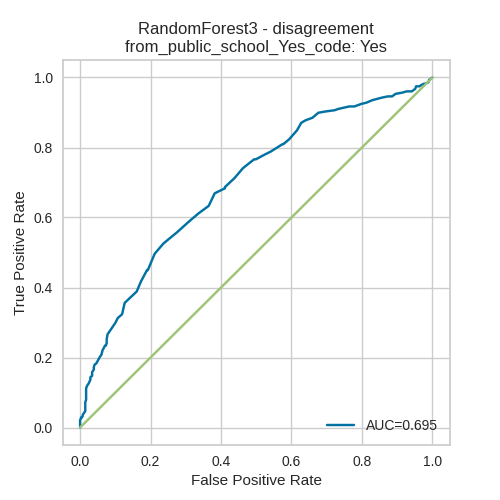 RandomForest3 - disagreement
from_public_school_Yes_code: Yes
True Positive Rate
1.0
0.8
0.6
0.4
0.2
0.0
AUC=0.695
0.0 0.2 0.4 0.6 0.8 1.0
False Positive Rate